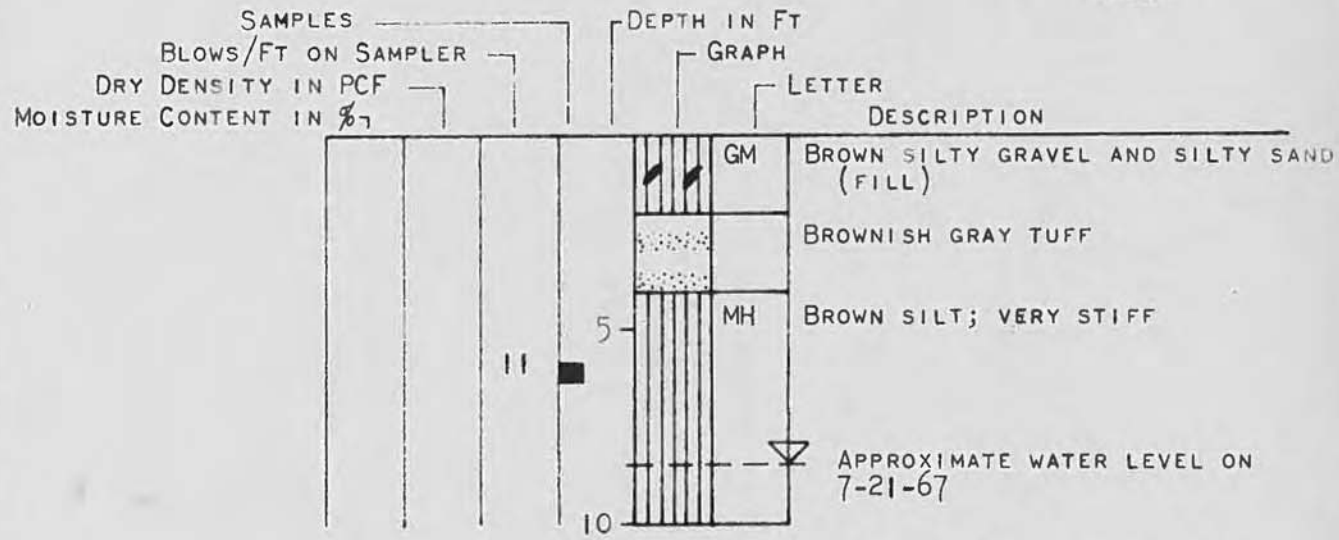 SAMPLES
DEPTH IN FT
BLOWS/FT ON SAMPLER
GRAPH
DRY DENSITY IN PCF
LETTER
MOISTURE CONTENT IN %
DESCRIPTION
GM
BROWN SILTY GRAVEL AND SILTY SAND
(FILL)
BROWNISH GRAY TUFF
MH
BROWN SILT; VERY STIFF
5
11
APPROXIMATE WATER LEVEL ON
7-21-67
10